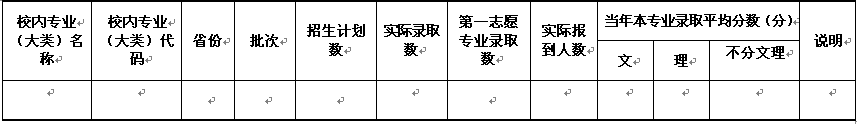 校内专业（大类）名称
校内专业（大类）代码
省份
批次
招生计划数
实际录取数
第一志愿专业录取数
实际报到人数
当年本专业录取平均分数（分）
文
理
不分文理
说明